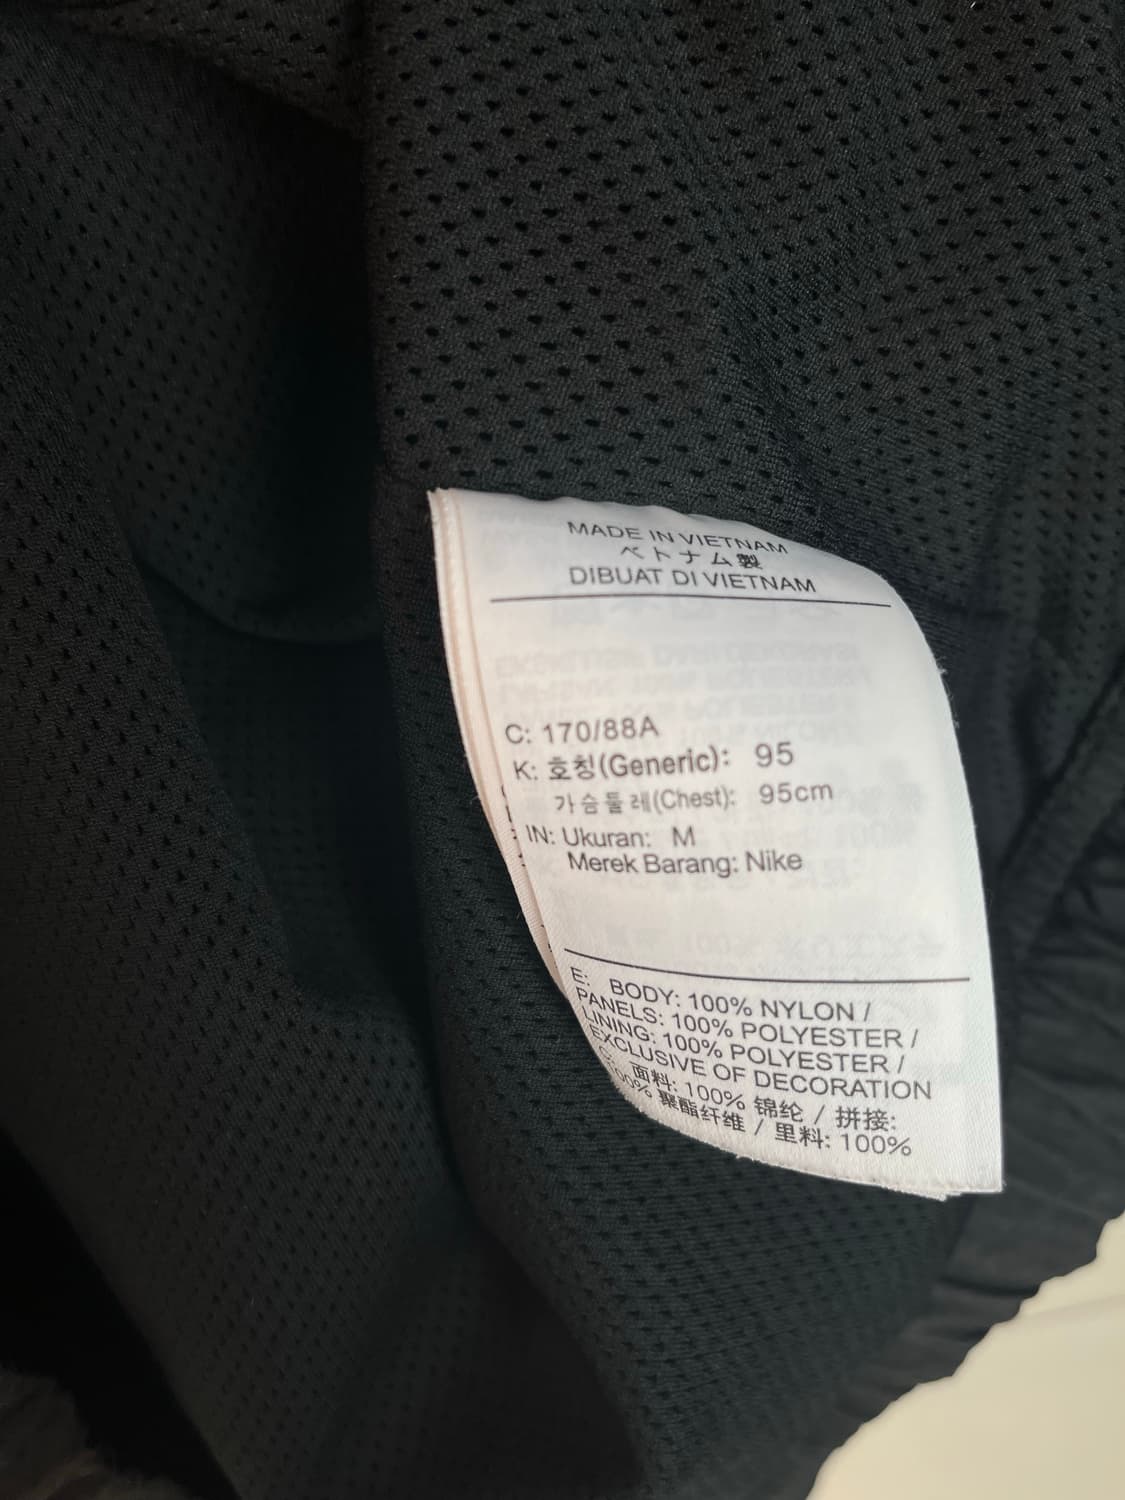 MADE IN VIETNAM
ベトナム製
DIBUAT DI VIETNAM
C: 170/88A
K: 호칭(Generic): 95
가슴둘레(Chest): 95cm
IN: Ukuran: M
Merek Barang: Nike
E: BODY: 100% NYLON /
PANELS: 100% POLYESTER /
LINING: 100% POLYESTER /
EXCLUSIVE OF DECORATION
C: 面料: 100% 锦纶 / 拼接:
100% 聚酯纤维 / 里料: 100%